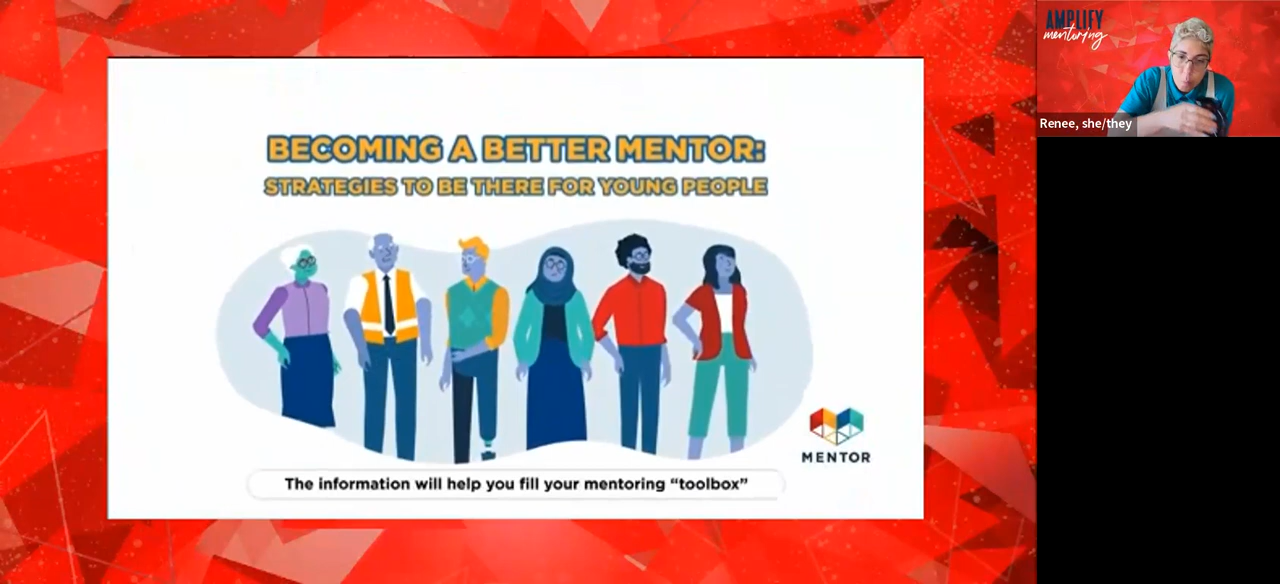 BECOMING A BETTER MENTOR:
STRATEGIES TO BE THERE FOR YOUNG PEOPLE
MENTOR
The information will help you fill your mentoring “toolbox”
AMPLIFY
mentoring
Renee, she/they